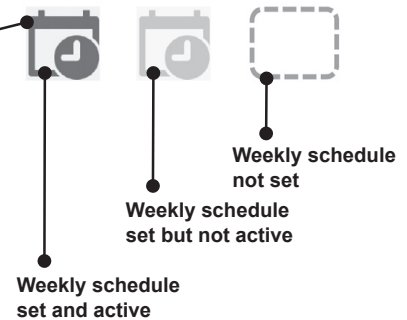 Weekly schedule
not set
Weekly schedule
set but not active
Weekly schedule
set and active